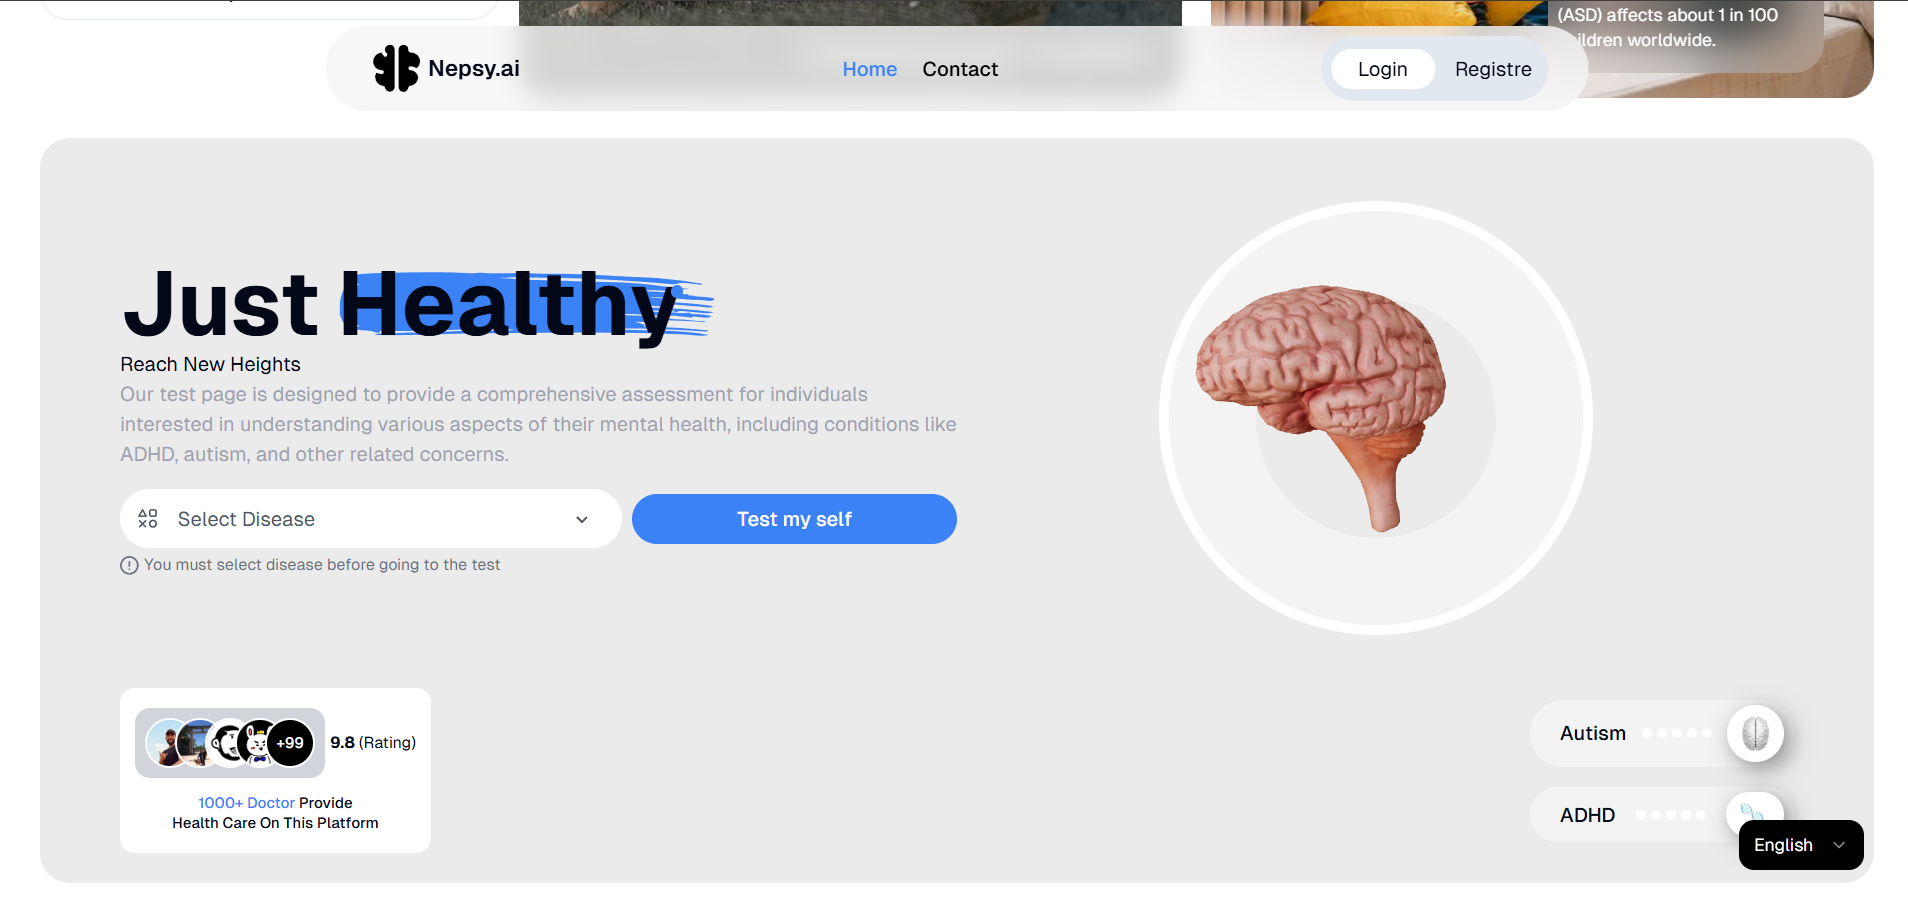 (ASD) affects about 1 in 100
children worldwide.
Nepsy.ai
Home
Contact
Login
Registre
Just Healthy
Reach New Heights
Our test page is designed to provide a comprehensive assessment for individuals
interested in understanding various aspects of their mental health, including conditions like
ADHD, autism, and other related concerns.
Select Disease
Test my self
You must select disease before going to the test
+99
9.8 (Rating)
1000+ Doctor Provide
Health Care On This Platform
Autism
ADHD
English